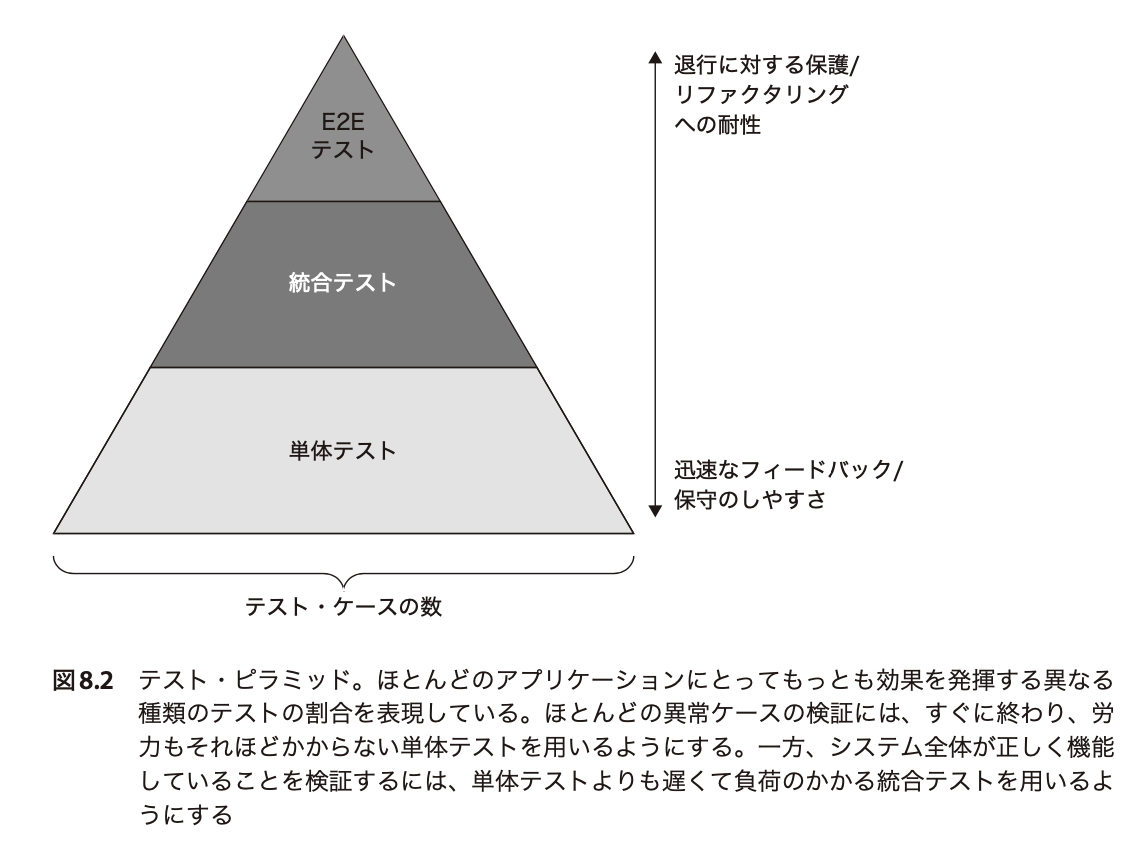 E2E
テスト
統合テスト
単体テスト
退行に対する保護/
リファクタリング
への耐性
迅速なフィードバック/
保守のしやすさ
テスト・ケースの数
図8.2 テスト・ピラミッド。ほとんどのアプリケーションにとってもっとも効果を発揮する異なる
種類のテストの割合を表現している。ほとんどの異常ケースの検証には、すぐに終わり、労
力もそれほどかからない単体テストを用いるようにする。一方、システム全体が正しく機能
していることを検証するには、単体テストよりも遅くて負荷のかかる統合テストを用いるよ
うにする